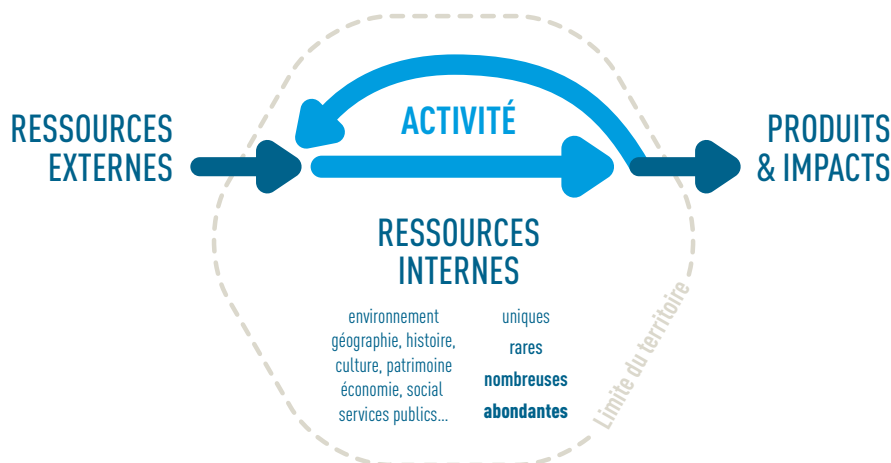 RESSOURCES
EXTERNES
ACTIVITÉ
PRODUITS
& IMPACTS
RESSOURCES
INTERNES
environnement
géographie, histoire,
culture, patrimoine
économie, social
services publics...
uniques
rares
nombreuses
abondantes
Limite du territoire